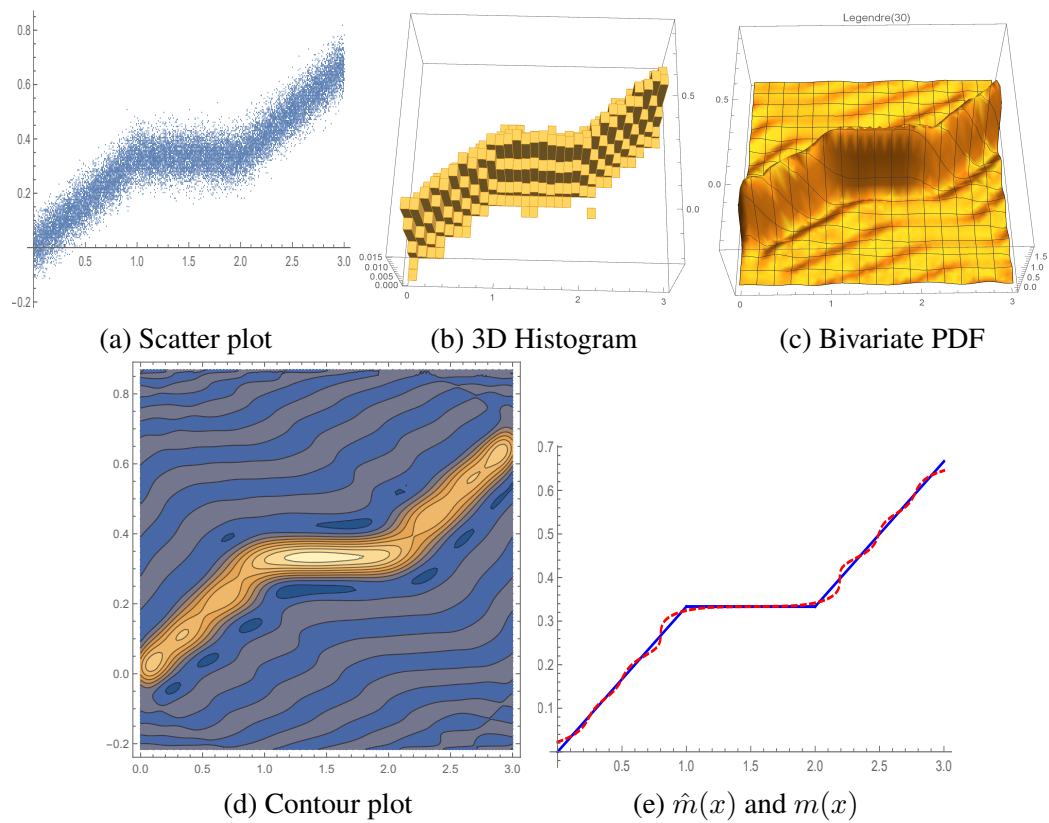 0.8
0.6
0.4
0.2
0.5 1.0 1.5 2.0 2.5 3.0
−0.2
0.5
0.0
0.015
0.010
0.005
0.000
0 1 2 3
Legendre(30)
0.5
0.0
1.5
1.0
0.5
0.0
0 1 2 3
(a) Scatter plot
(b) 3D Histogram
(c) Bivariate PDF
0.8
0.6
0.4
0.2
0.0
−0.2
0.0 0.5 1.0 1.5 2.0 2.5 3.0
(d) Contour plot
0.7
0.6
0.5
0.4
0.3
0.2
0.1
0.5 1.0 1.5 2.0 2.5 3.0
(e) m̂(x) and m(x)